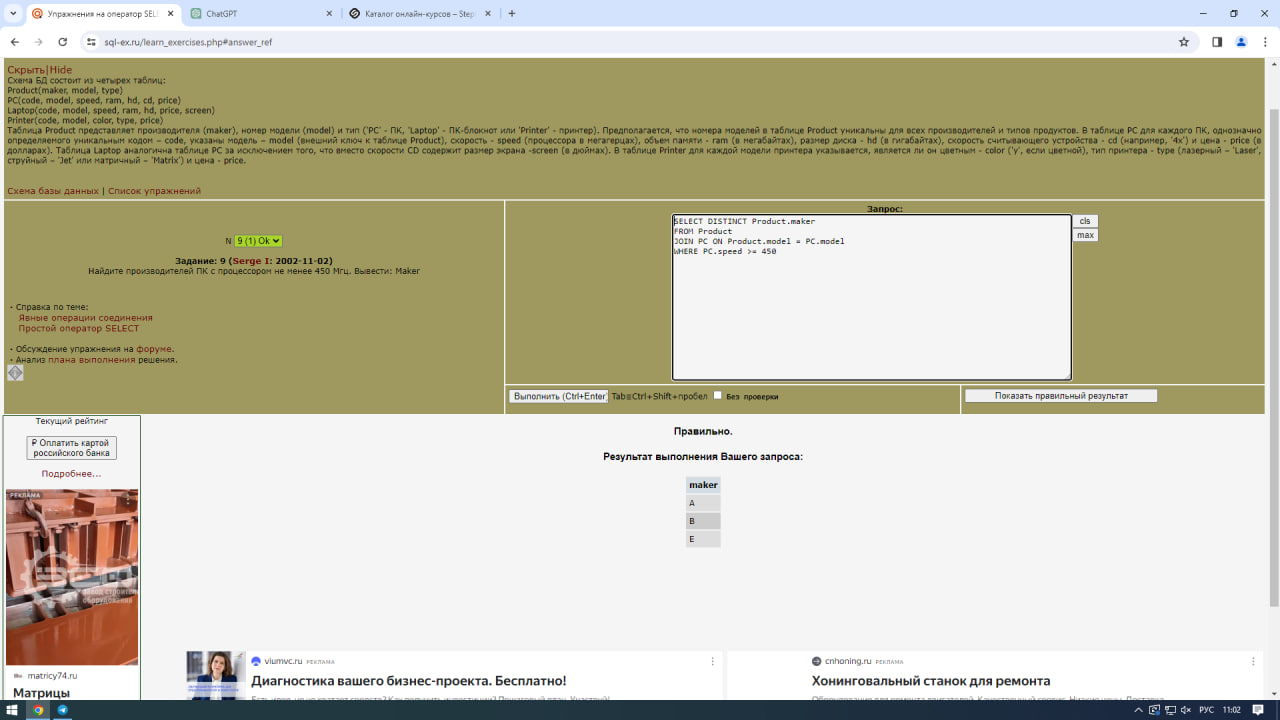 Упражнения на оператор SELE
ChatGPT
Каталог онлайн-курсов – Step
sql-ex.ru/learn_exercises.php#answer_ref
Скрыть|Hide
Схема БД состоит из четырех таблиц:
Product(maker, model, type)
PC(code, model, speed, ram, hd, cd, price)
Laptop(code, model, speed, ram, hd, price, screen)
Printer(code, model, color, type, price)
Таблица Product представляет производителя (maker), номер модели (model) и тип ('PC' - ПК, 'Laptop' - ПК-блокнот или 'Printer' - принтер). Предполагается, что номера моделей в таблице Product уникальны для всех производителей и типов продуктов. В таблице PC для каждого ПК, однозначно
определяемого уникальным кодом – code, указаны модель – model (внешний ключ к таблице Product), скорость - speed (процессора в мегагерцах), объем памяти - ram (в мегабайтах), размер диска - hd (в гигабайтах), скорость считывающего устройства - cd (например, '4x') и цена - price (в
долларах). Таблица Laptop аналогична таблице РС за исключением того, что вместо скорости CD содержит размер экрана -screen (в дюймах). В таблице Printer для каждой модели принтера указывается, является ли он цветным - color ('y', если цветной), тип принтера - type (лазерный – 'Laser',
струйный – 'Jet' или матричный – 'Matrix') и цена - price.
Схема базы данных | Список упражнений
N 9 (1) Ok
Задание: 9 (Serge I: 2002-11-02)
Найдите производителей ПК с процессором не менее 450 Мгц. Вывести: Maker
· Справка по теме:
Явные операции соединения
Простой оператор SELECT
· Обсуждение упражнения на форуме.
· Анализ плана выполнения решения.
Запрос:
SELECT DISTINCT Product.maker
FROM Product
JOIN PC ON Product.model = PC.model
WHERE PC.speed >= 450
cls
max
Выполнить (Ctrl+Enter) Tab≡Ctrl+Shift+пробел Без проверки
Показать правильный результат
Текущий рейтинг
₽ Оплатить картой
российского банка
Подробнее...
РЕКЛАМА
matricy74.ru
Матрицы
Правильно.
Результат выполнения Вашего запроса:
maker
A
B
E
vlumvc.ru РЕКЛАМА
Диагностика вашего бизнес-проекта. Бесплатно!
cnhoning.ru РЕКЛАМА
Хонинговальный станок для ремонта
РУС
11:02